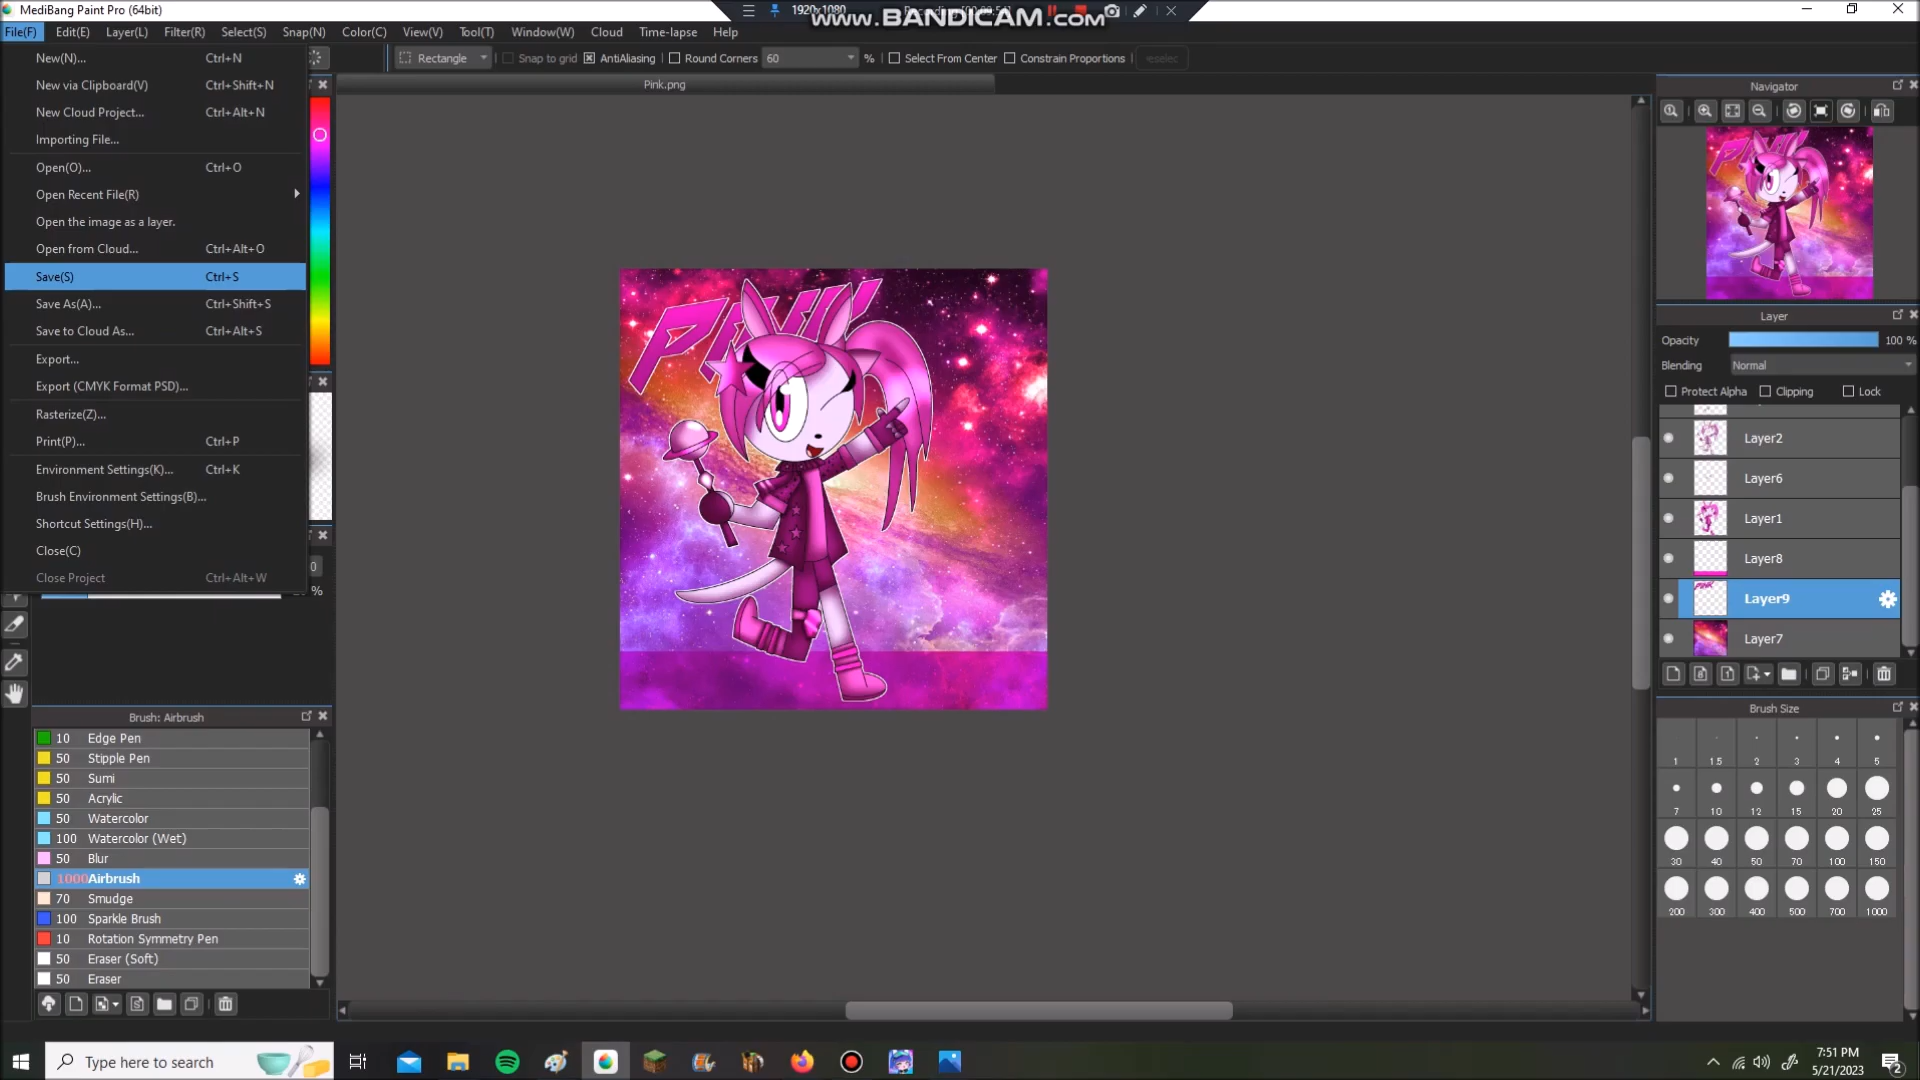 MediBang Paint Pro (64bit)
1920x1080
www.BANDICAM.com
File(F) Edit(E) Layer(L) Filter(R) Select(S) Snap(N) Color(C) View(V) Tool(T) Window(W) Cloud Time-lapse Help
New(N)... Ctrl+N
Rectangle Snap to grid AntiAliasing Round Corners 60 % Select From Center Constrain Proportions
New via Clipboard(V) Ctrl+Shift+N
New Cloud Project... Ctrl+Alt+N
Importing File...
Open(O)... Ctrl+O
Open Recent File(R)
Open the image as a layer.
Open from Cloud... Ctrl+Alt+O
Save(S) Ctrl+S
Save As(A)... Ctrl+Shift+S
Save to Cloud As... Ctrl+Alt+S
Export...
Export (CMYK Format PSD)...
Rasterize(Z)...
Print(P)... Ctrl+P
Environment Settings(K)... Ctrl+K
Brush Environment Settings(B)...
Shortcut Settings(H)...
Close(C)
Close Project Ctrl+Alt+W
0
%
Brush: Airbrush
10 Edge Pen
50 Stipple Pen
50 Sumi
50 Acrylic
50 Watercolor
100 Watercolor (Wet)
50 Blur
1000 Airbrush
70 Smudge
100 Sparkle Brush
10 Rotation Symmetry Pen
50 Eraser (Soft)
50 Eraser
Pink.png
PINK
Navigator
PINK
Layer
Opacity 100 %
Blending Normal
Protect Alpha Clipping Lock
Layer2
Layer6
Layer1
Layer8
Layer9
Layer7
Brush Size
1 1.5 2 3 4 5
7 10 12 15 20 25
30 40 50 70 100 150
200 300 400 500 700 1000
Type here to search
7:51 PM
5/21/2023
2